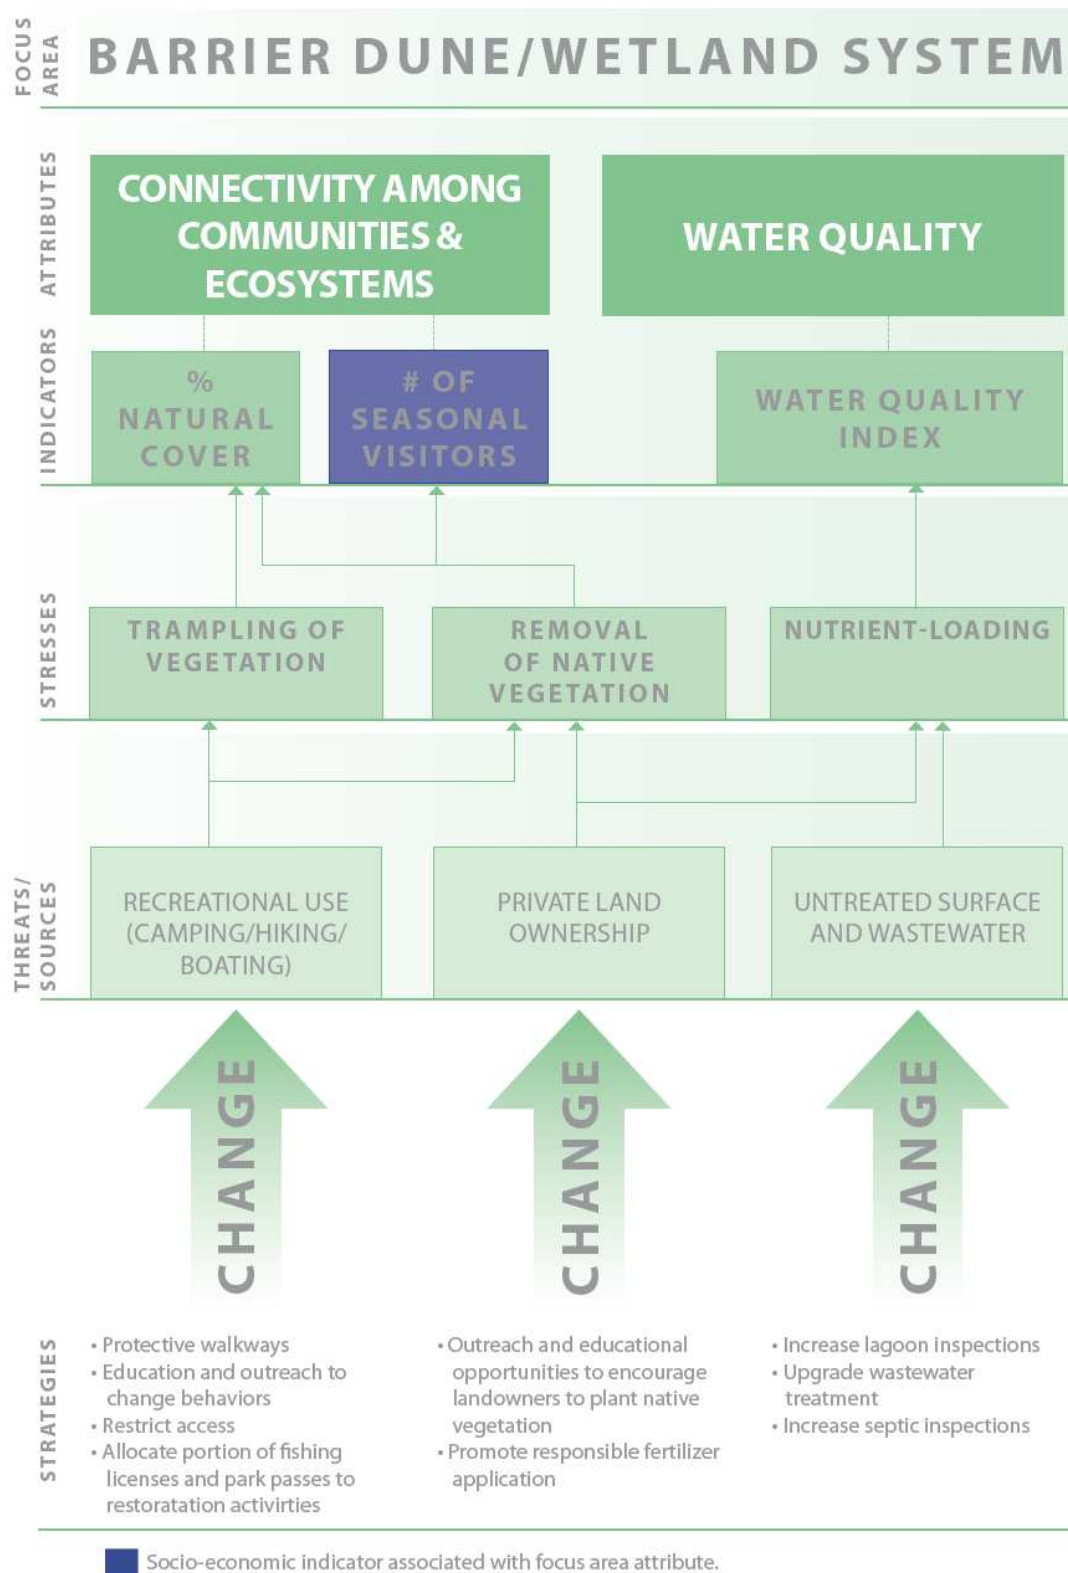 FOCUS
AREA
BARRIER DUNE/WETLAND SYSTEM
ATTRIBUTES
CONNECTIVITY AMONG
COMMUNITIES &
ECOSYSTEMS
WATER QUALITY
INDICATORS
%
NATURAL
COVER
# OF
SEASONAL
VISITORS
WATER QUALITY
INDEX
STRESSES
TRAMPLING OF
VEGETATION
REMOVAL
OF NATIVE
VEGETATION
NUTRIENT-LOADING
THREATS/
SOURCES
RECREATIONAL USE
(CAMPING/HIKING/
BOATING)
PRIVATE LAND
OWNERSHIP
UNTREATED SURFACE
AND WASTEWATER
CHANGE
CHANGE
CHANGE
STRATEGIES
• Protective walkways
• Education and outreach to
change behaviors
• Restrict access
• Allocate portion of fishing
licenses and park passes to
restoratation activirties
• Outreach and educational
opportunities to encourage
landowners to plant native
vegetation
• Promote responsible fertilizer
application
• Increase lagoon inspections
• Upgrade wastewater
treatment
• Increase septic inspections
Socio-economic indicator associated with focus area attribute.